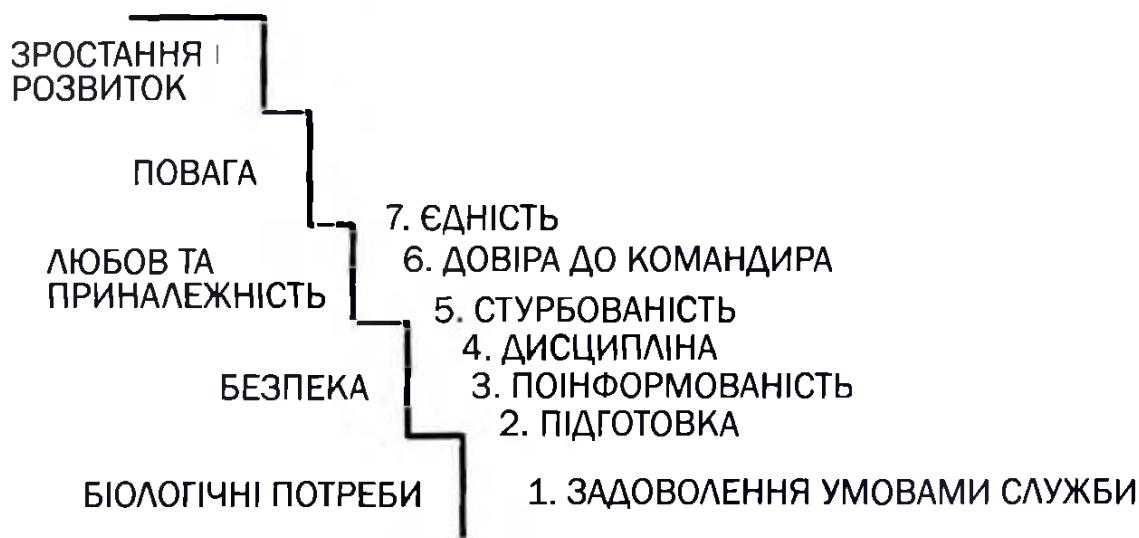 ЗРОСТАННЯ І
РОЗВИТОК
ПОВАГА
7. ЄДНІСТЬ
ЛЮБОВ ТА
ПРИНАЛЕЖНІСТЬ
6. ДОВІРА ДО КОМАНДИРА
5. СТУРБОВАНІСТЬ
4. ДИСЦИПЛІНА
БЕЗПЕКА
3. ПОІНФОРМОВАНІСТЬ
2. ПІДГОТОВКА
БІОЛОГІЧНІ ПОТРЕБИ
1. ЗАДОВОЛЕННЯ УМОВАМИ СЛУЖБИ